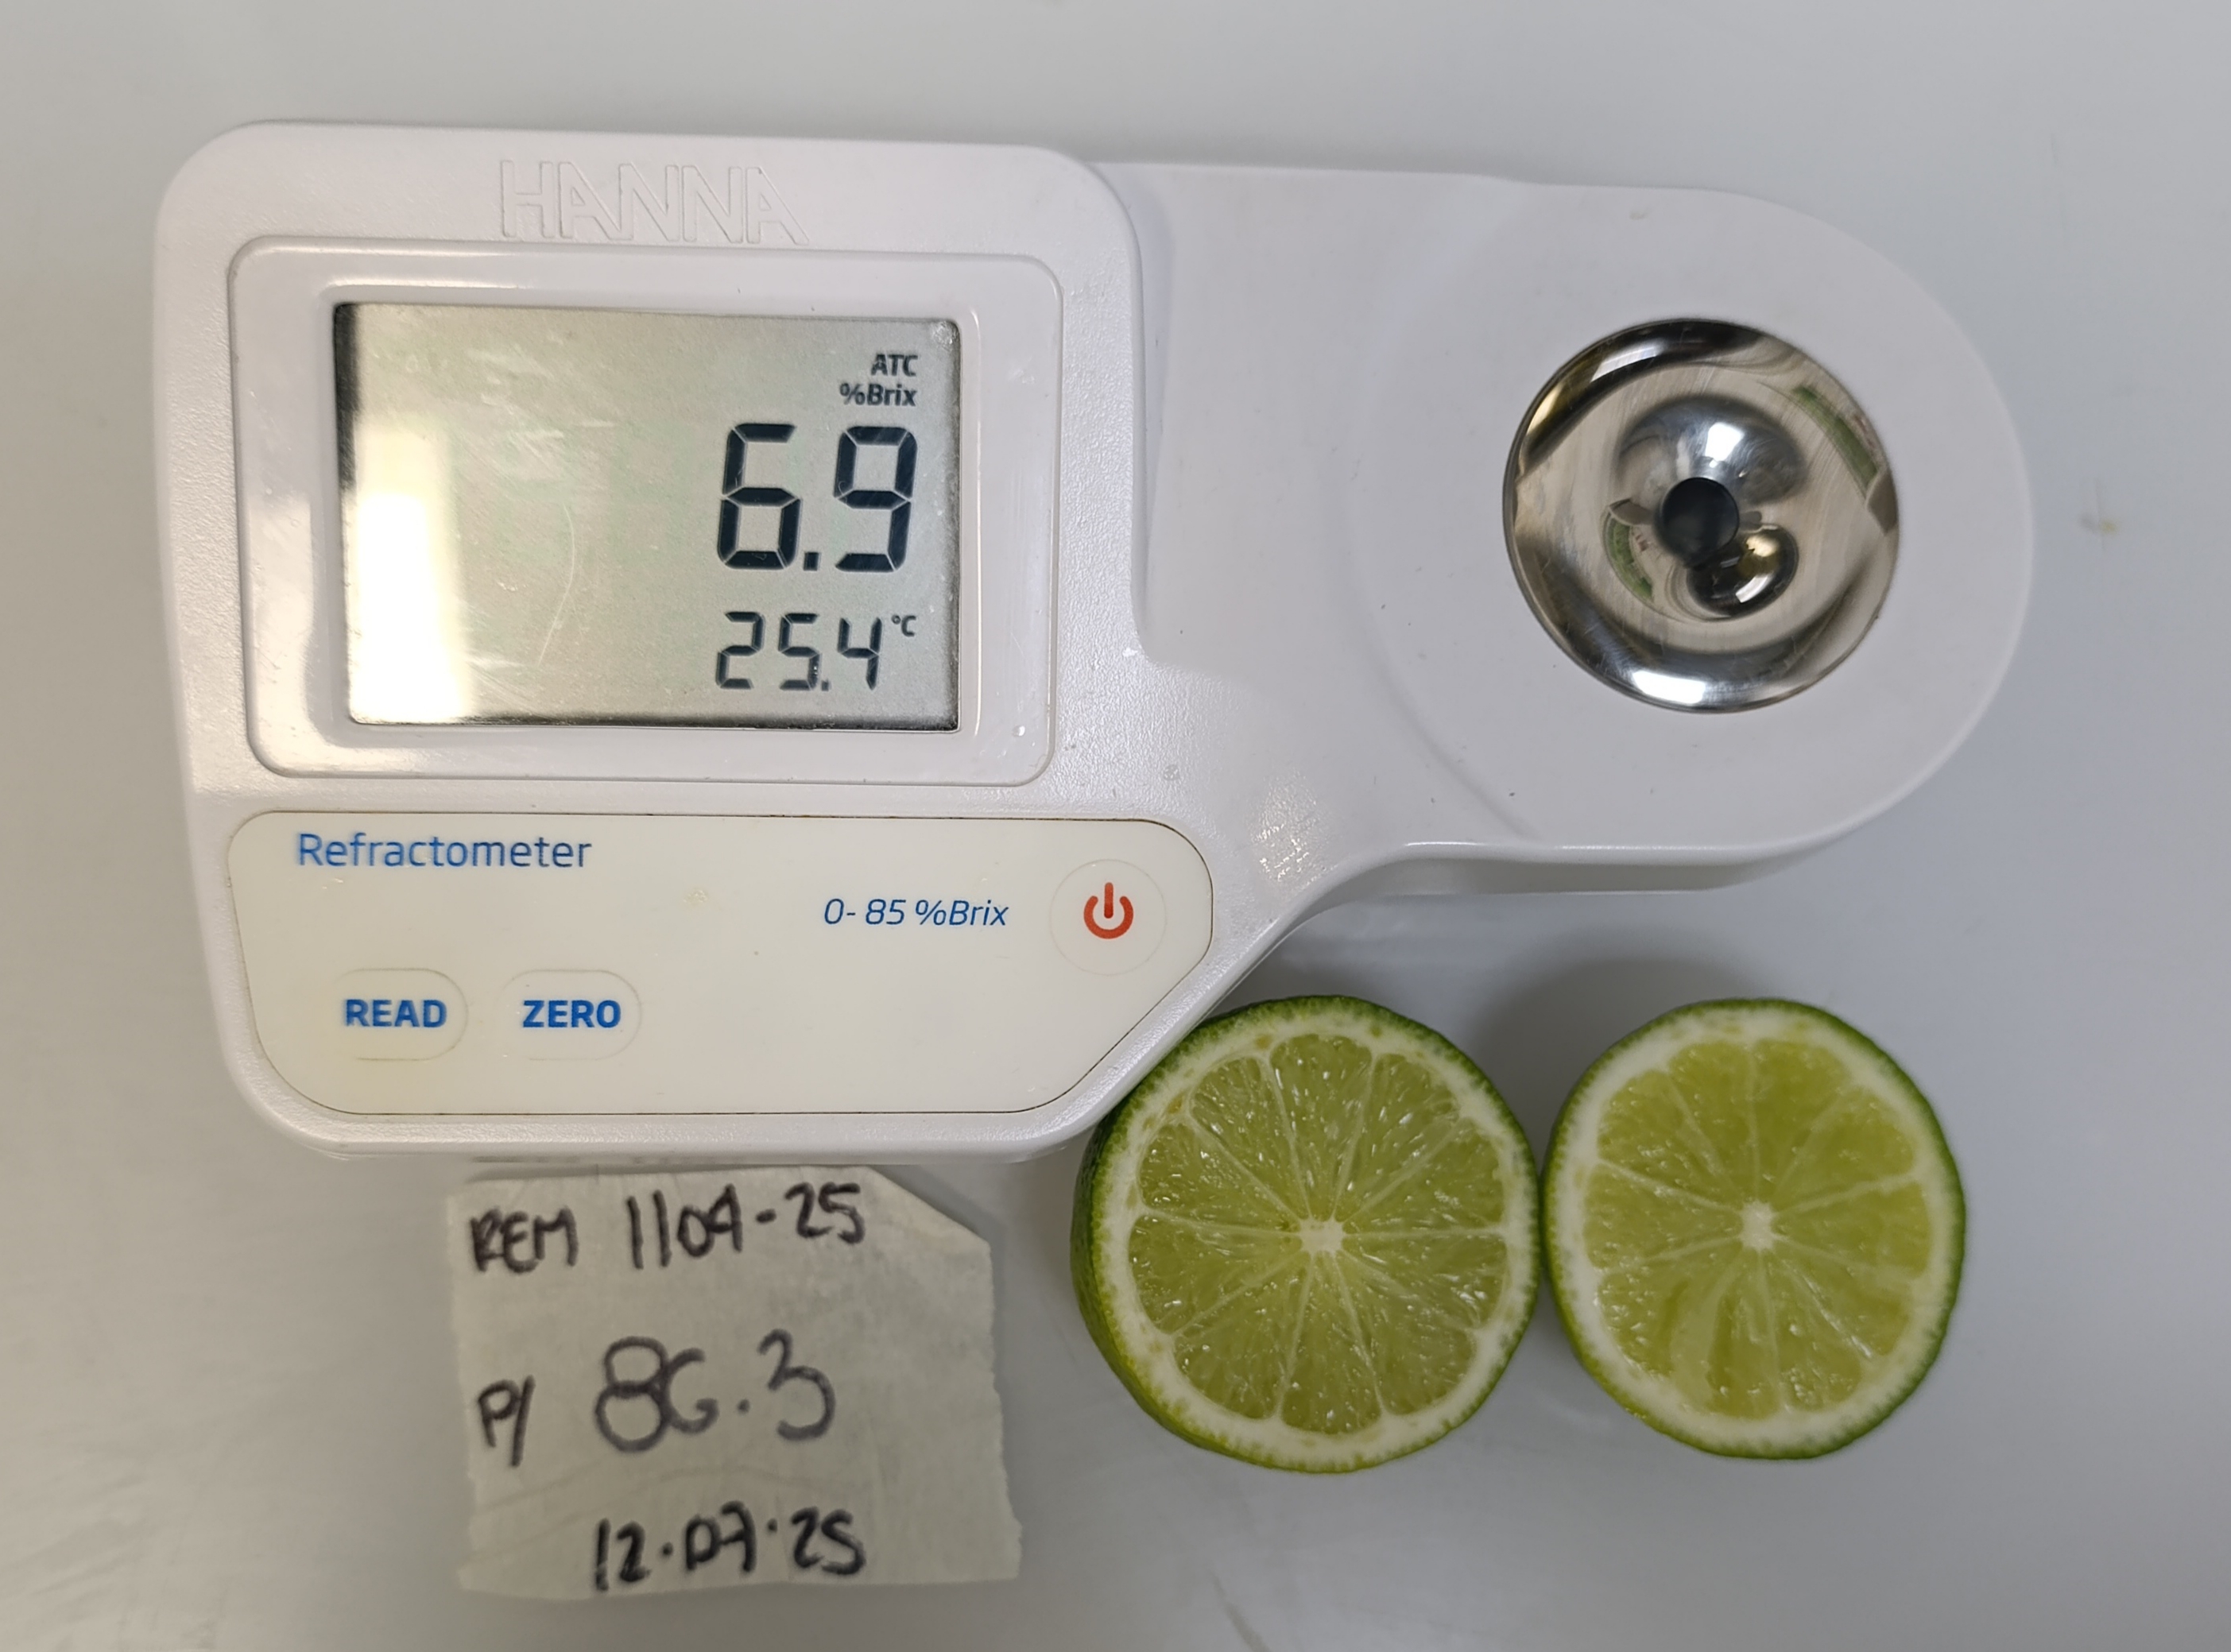 HANNA
ATC
%Brix
6.9
25.4 °C
Refractometer
0-85 %Brix
READ
ZERO
REM 1104-25
P/ 86.3
12.07.25